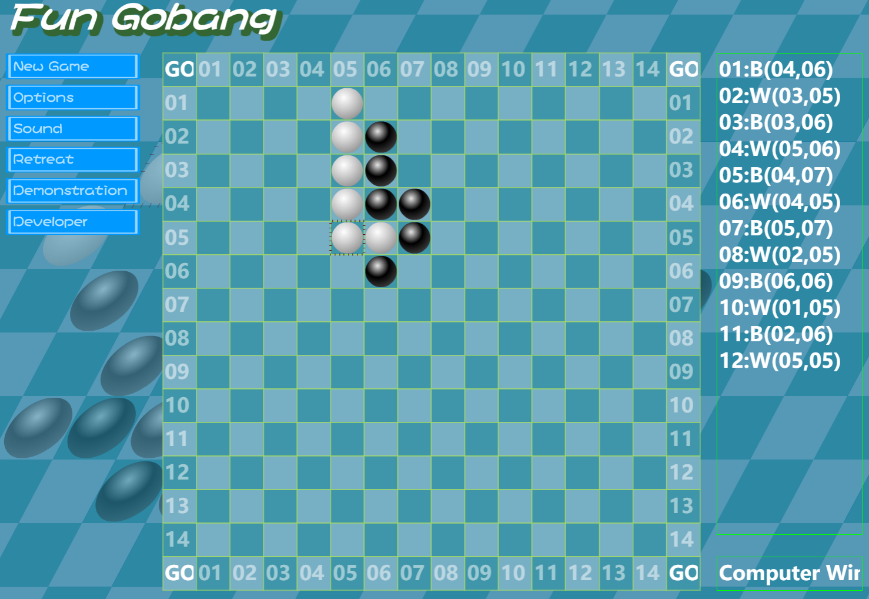 Fun Gobang
New Game
Options
Sound
Retreat
Demonstration
Developer
GO 01 02 03 04 05 06 07 08 09 10 11 12 13 14 GO
01 01
02 02
03 03
04 04
05 05
06 06
07 07
08 08
09 09
10 10
11 11
12 12
13 13
14 14
GO 01 02 03 04 05 06 07 08 09 10 11 12 13 14 GO
01:B(04,06)
02:W(03,05)
03:B(03,06)
04:W(05,06)
05:B(04,07)
06:W(04,05)
07:B(05,07)
08:W(02,05)
09:B(06,06)
10:W(01,05)
11:B(02,06)
12:W(05,05)
Computer Wir